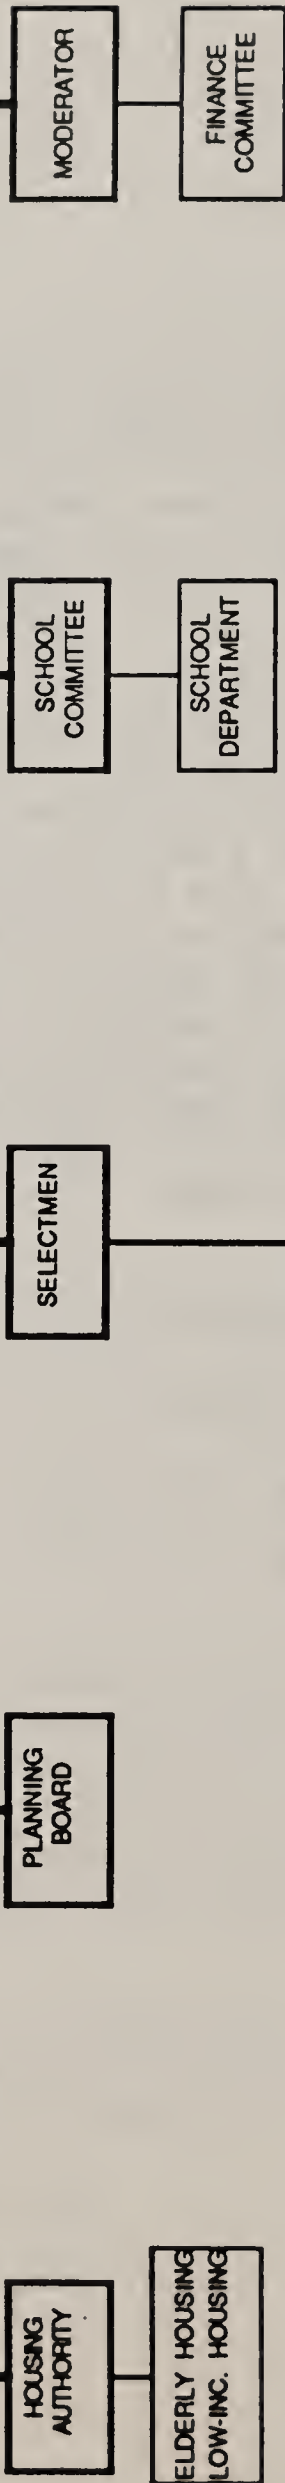 HOUSING
AUTHORITY
PLANNING
BOARD
SELECTMEN
SCHOOL
COMMITTEE
MODERATOR
ELDERLY HOUSING
LOW-INC. HOUSING
SCHOOL
DEPARTMENT
FINANCE
COMMITTEE